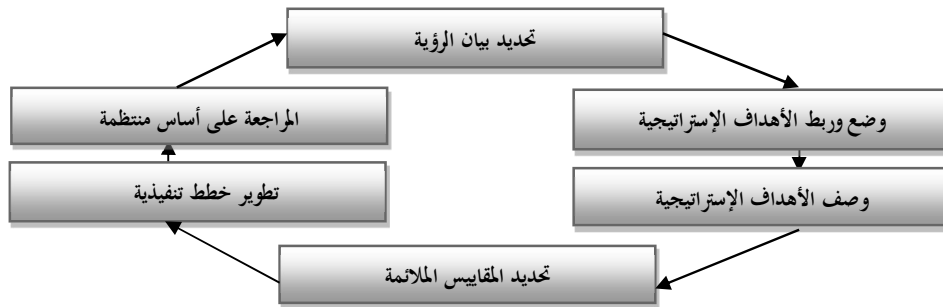 تحديد بيان الرؤية
وضع وربط الأهداف الإستراتيجية
وصف الأهداف الإستراتيجية
تحديد المقاييس الملائمة
تطوير خطط تنفيذية
المراجعة على أساس منتظمة